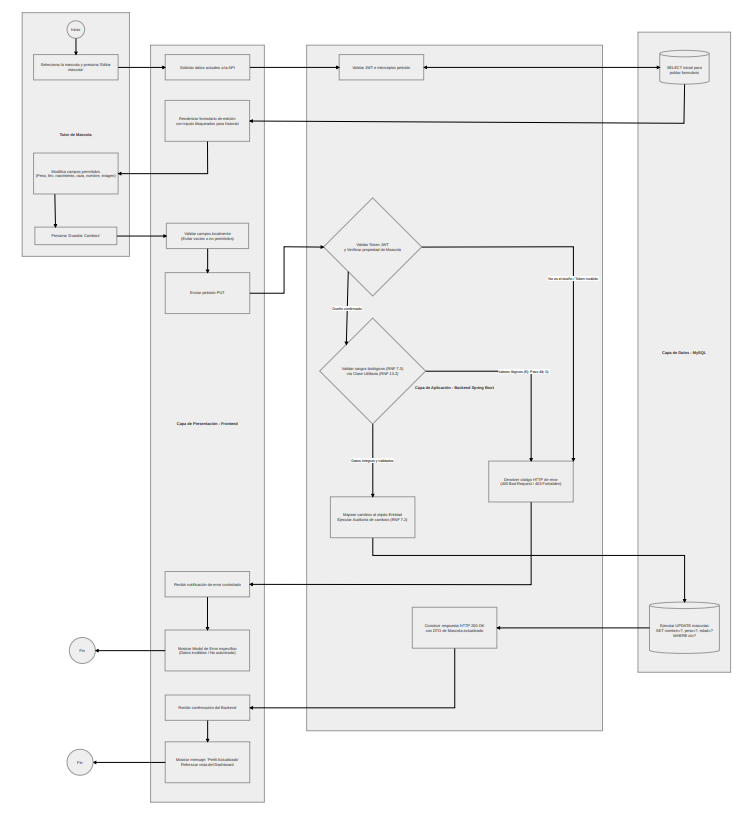 Inicio
Selecciona la mascota y presiona 'Editar
mascota'
Solicitar datos actuales a la API
Validar JWT e interceptar petición
SELECT inicial para
poblar formulario
Renderizar formulario de edición
con inputs bloqueados para historial
Tutor de Mascota
Modifica campos permitidos
(Peso, fec. nacimiento, raza, nombre, imagen)
Presiona 'Guardar Cambios'
Validar campos localmente
(Evitar vacíos o no permitidos)
Enviar petición PUT
Validar Token JWT
y Verificar propiedad de Mascota
No es el dueño / Token inválido
Dueño confirmado
Capa de Datos - MySQL
Validar rangos biológicos (RNF 7.3)
vía Clase Utilitaria (RNF 13.2)
Capa de Aplicación - Backend Spring Boot
Capa de Presentación - Frontend
Datos íntegros y validados
Devolver código HTTP de error
(400 Bad Request / 403 Forbidden)
Mapear cambios al objeto Entidad
Ejecutar Auditoría de cambios (RNF 7.2)
Recibir notificación de error controlado
Construir respuesta HTTP 200 OK
con DTO de Mascota actualizado
Ejecutar UPDATE mascotas
SET nombre=?, peso=?, edad=?
WHERE id=?
Mostrar Modal de Error específico
(Datos inválidos / No autorizado)
Fin
Recibir confirmación del Backend
Mostrar mensaje 'Perfil Actualizado'
Refrescar vista del Dashboard
Fin